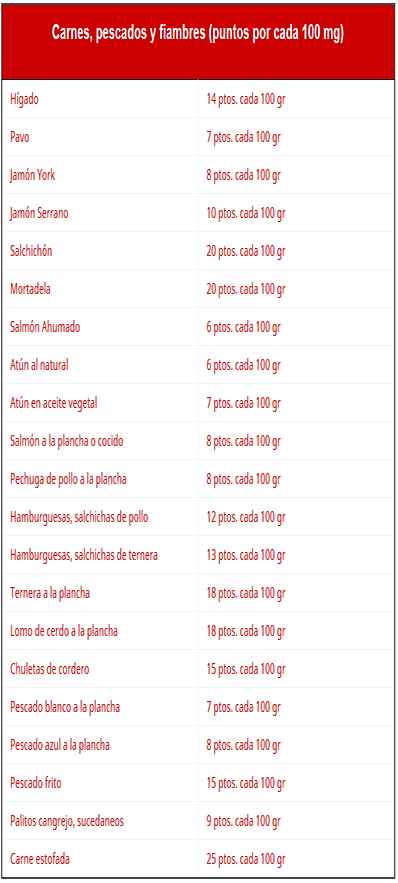 Carnes, pescados y fiambres (puntos por cada 100 mg)
Hígado 14 ptos. cada 100 gr
Pavo 7 ptos. cada 100 gr
Jamón York 8 ptos. cada 100 gr
Jamón Serrano 10 ptos. cada 100 gr
Salchichón 20 ptos. cada 100 gr
Mortadela 20 ptos. cada 100 gr
Salmón Ahumado 6 ptos. cada 100 gr
Atún al natural 6 ptos. cada 100 gr
Atún en aceite vegetal 7 ptos. cada 100 gr
Salmón a la plancha o cocido 8 ptos. cada 100 gr
Pechuga de pollo a la plancha 8 ptos. cada 100 gr
Hamburguesas, salchichas de pollo 12 ptos. cada 100 gr
Hamburguesas, salchichas de ternera 13 ptos. cada 100 gr
Ternera a la plancha 18 ptos. cada 100 gr
Lomo de cerdo a la plancha 18 ptos. cada 100 gr
Chuletas de cordero 15 ptos. cada 100 gr
Pescado blanco a la plancha 7 ptos. cada 100 gr
Pescado azul a la plancha 8 ptos. cada 100 gr
Pescado frito 15 ptos. cada 100 gr
Palitos cangrejo, sucedaneos 9 ptos. cada 100 gr
Carne estofada 25 ptos. cada 100 gr